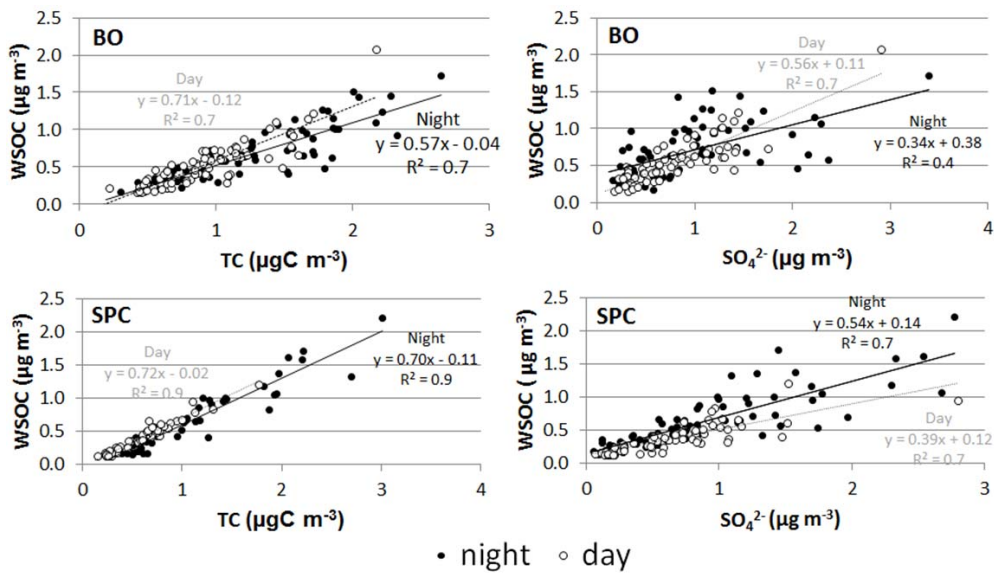 BO
WSOC (µg m-3)
2.5
2.0
1.5
1.0
0.5
0.0
Day
y = 0.71x - 0.12
R2 = 0.7
Night
y = 0.57x - 0.04
R2 = 0.7
0
1
2
3
TC (µgC m-3)
BO
WSOC (µg m-3)
2.5
2.0
1.5
1.0
0.5
0.0
Day
y = 0.56x + 0.11
R2 = 0.7
Night
y = 0.34x + 0.38
R2 = 0.4
0
1
2
3
4
SO42- (µg m-3)
SPC
WSOC (µg m-3)
2.5
2.0
1.5
1.0
0.5
0.0
Day
y = 0.72x - 0.02
R2 = 0.9
Night
y = 0.70x - 0.11
R2 = 0.9
0
1
2
3
4
TC (µgC m-3)
SPC
WSOC ( µg m-3)
2.5
2.0
1.5
1.0
0.5
0.0
Night
y = 0.54x + 0.14
R2 = 0.7
Day
y = 0.39x + 0.12
R2 = 0.7
0
1
2
3
SO42- (µg m-3)
night
day